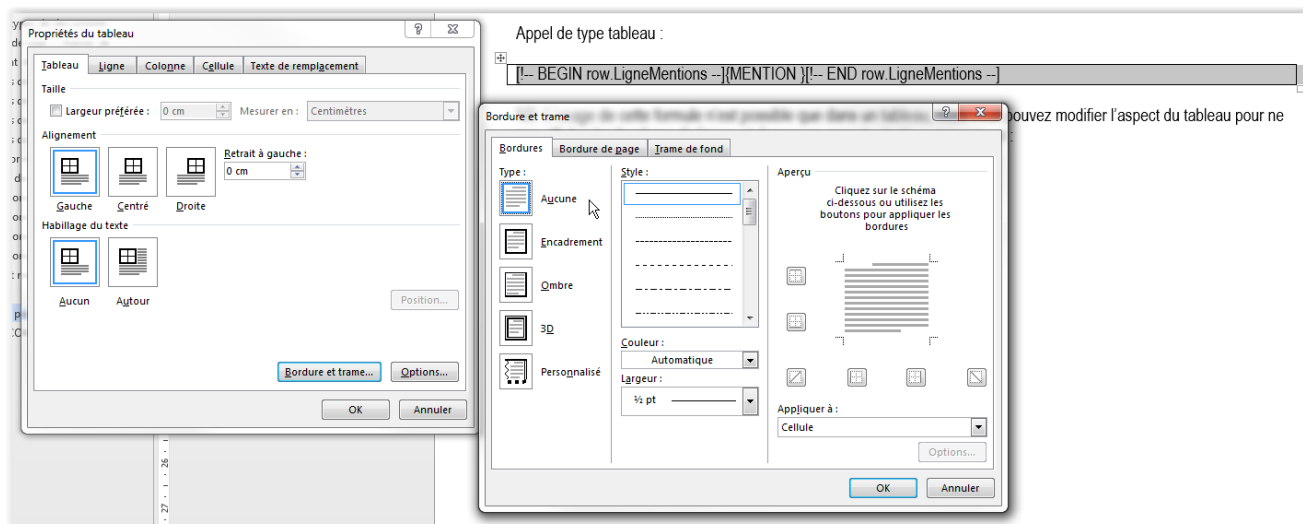 Appel de type tableau :
[!-- BEGIN row.LigneMentions --]{MENTION }[!-- END row.LigneMentions --]
pouvez modifier l'aspect du tableau pour ne
:
Propriétés du tableau
Tableau Ligne Colonne Cellule Texte de remplacement
Taille
Largeur préférée : 0 cm Mesurer en : Centimètres
Alignement
Retrait à gauche :
0 cm
Gauche Centré Droite
Habillage du texte
Aucun Autour
Position...
Bordure et trame... Options...
OK Annuler
26
27
Bordure et trame
Bordures Bordure de page Trame de fond
Type :
Aucune
Encadrement
Ombre
3D
Personnalisé
Style :
Couleur :
Automatique
Largeur :
½ pt
Aperçu
Cliquez sur le schéma
ci-dessous ou utilisez les
boutons pour appliquer les
bordures
Appliquer à :
Cellule
Options...
OK Annuler